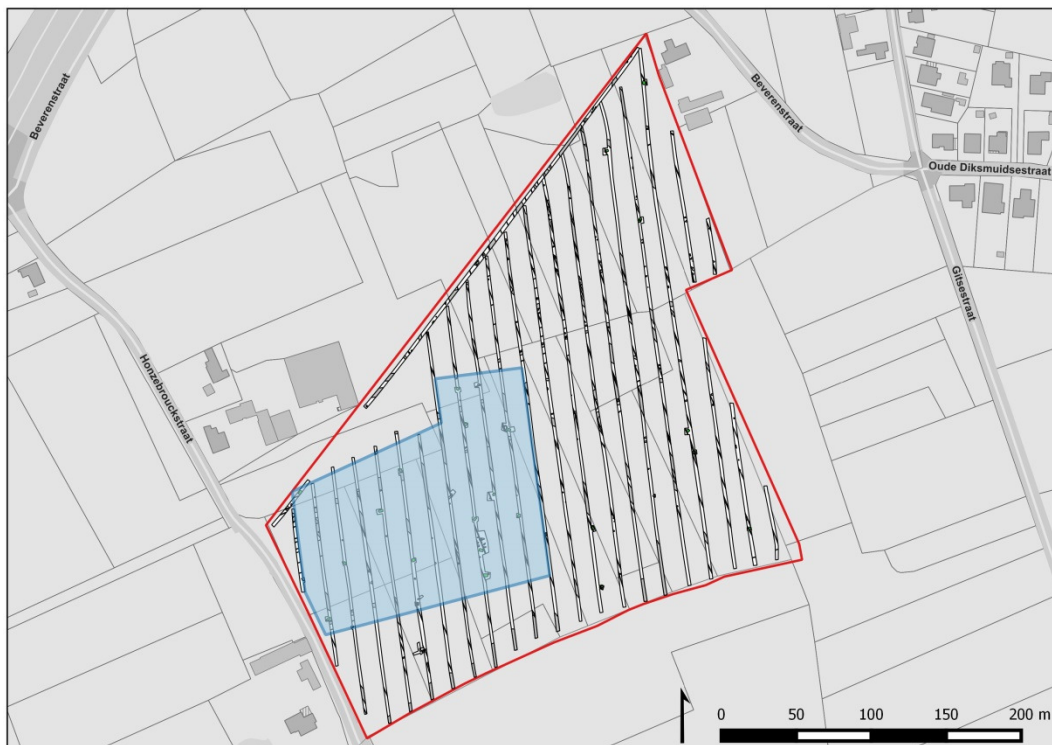 Beverenstraat
Beverenstraat
Oude Diksmuidsestraat
Honzebrouckstraat
Gitsestraat
0 50 100 150 200 m